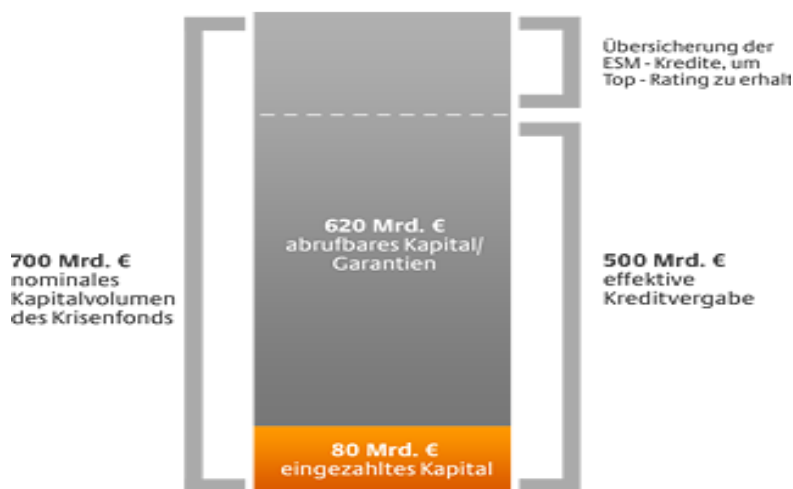 Übersicherung der
ESM - Kredite, um
Top - Rating zu erhalt
620 Mrd. €
abrufbares Kapital/
Garantien
700 Mrd. €
nominales
Kapitalvolumen
des Krisenfonds
500 Mrd. €
effektive
Kreditvergabe
80 Mrd. €
eingezahltes Kapital